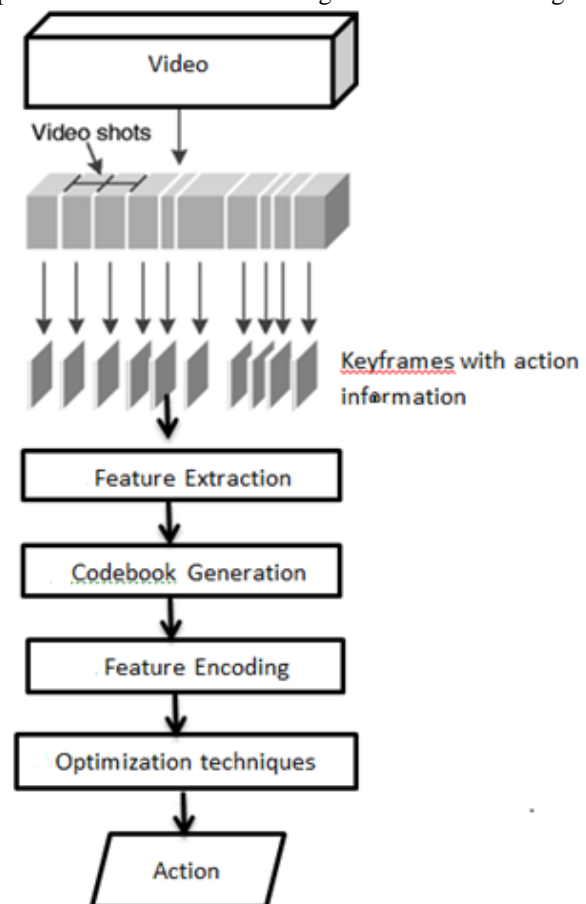 Video
Video shots
Keyframes with action
information
Feature Extraction
Codebook Generation
Feature Encoding
Optimization techniques
Action